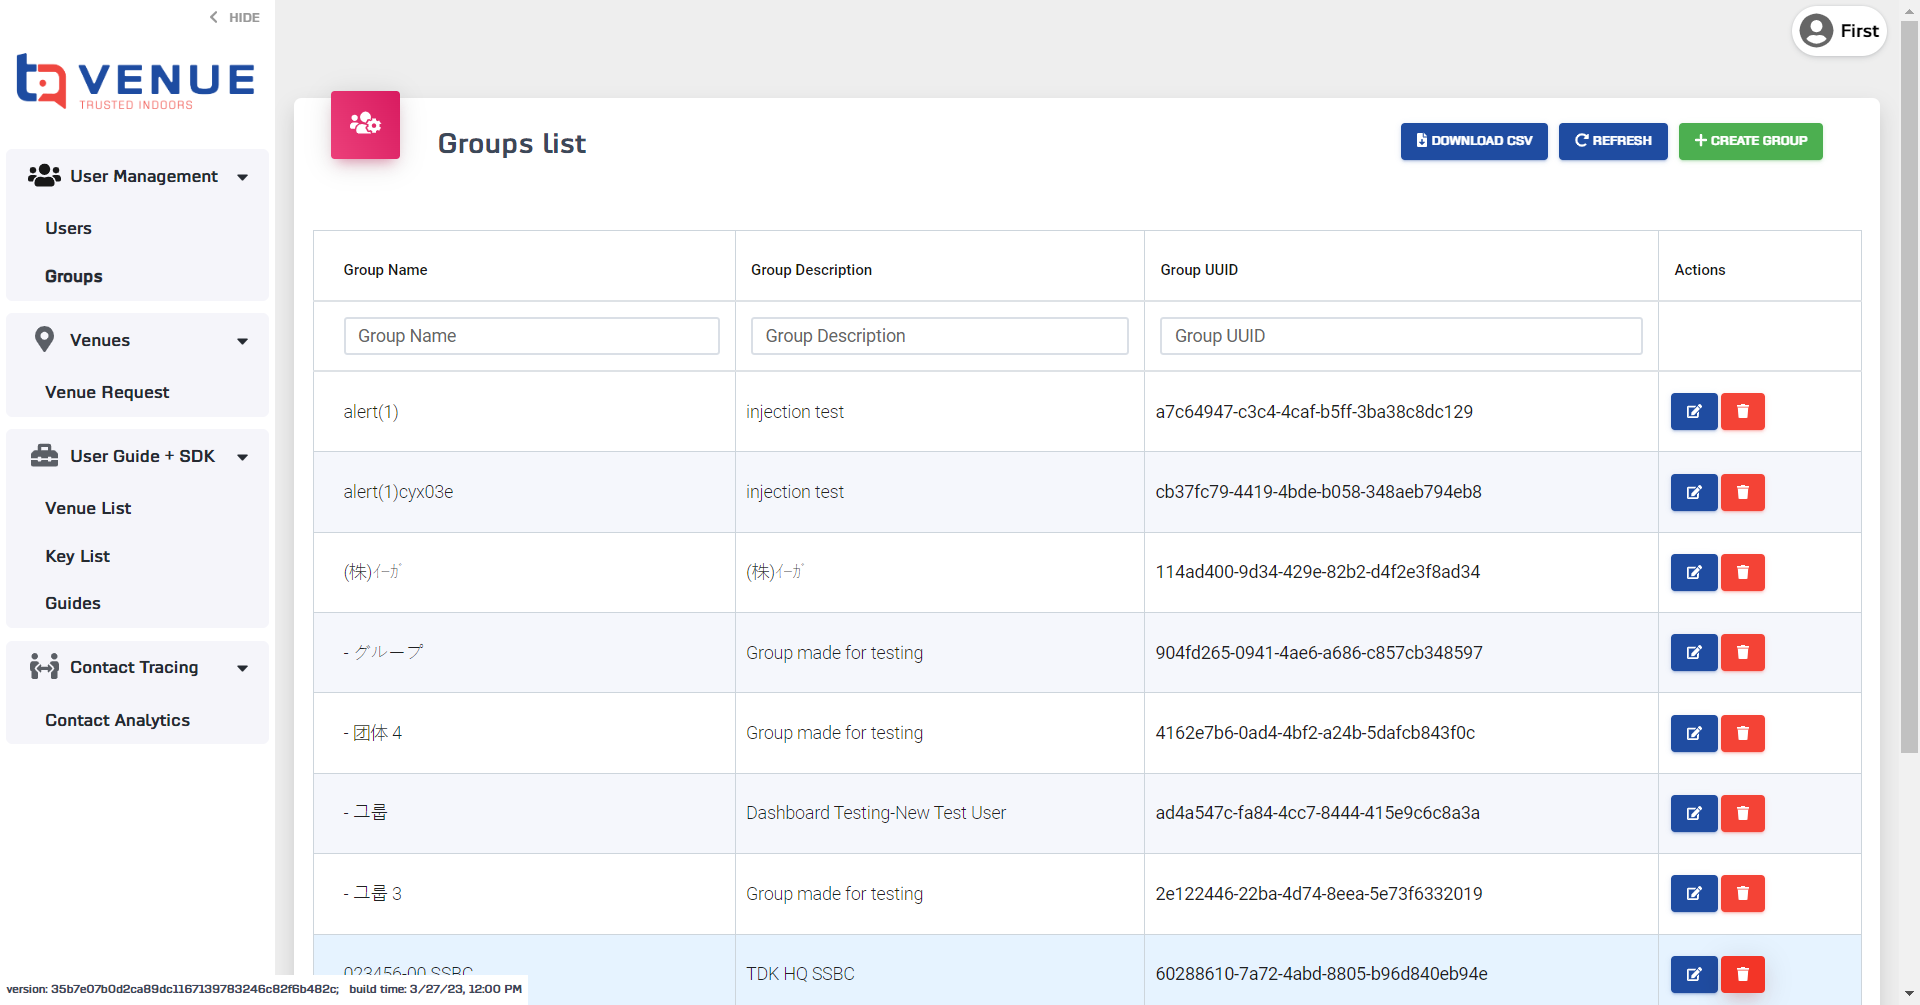 HIDE
First
VENUE
TRUSTED INDOORS
Groups list
DOWNLOAD CSV
REFRESH
CREATE GROUP
User Management
Users
Groups
Venues
Venue Request
User Guide + SDK
Venue List
Key List
Guides
Contact Tracing
Contact Analytics
Group Name Group Description Group UUID Actions
Group Name Group Description Group UUID
alert(1) injection test a7c64947-c3c4-4caf-b5ff-3ba38c8dc129
alert(1)cyx03e injection test cb37fc79-4419-4bde-b058-348aeb794eb8
(株)ｲｰｶﾞ (株)ｲｰｶﾞ 114ad400-9d34-429e-82b2-d4f2e3f8ad34
- グループ Group made for testing 904fd265-0941-4ae6-a686-c857cb348597
- 团体 4 Group made for testing 4162e7b6-0ad4-4bf2-a24b-5dafcb843f0c
- 그룹 Dashboard Testing-New Test User ad4a547c-fa84-4cc7-8444-415e9c6c8a3a
- 그룹 3 Group made for testing 2e122446-22ba-4d74-8eea-5e73f6332019
023456-00 SSBC TDK HQ SSBC 60288610-7a72-4abd-8805-b96d840eb94e
version: 35b7e07b0d2ca89dc1167139783246c82f6b482c; build time: 3/27/23, 12:00 PM